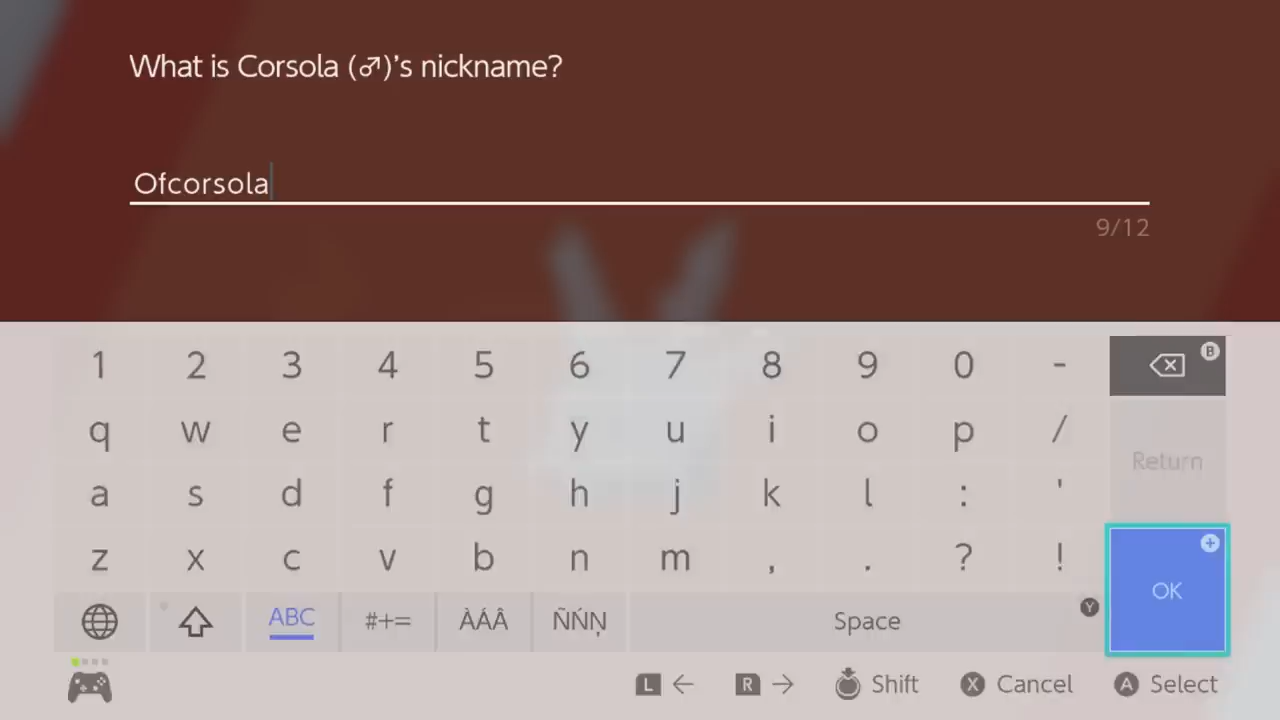 What is Corsola (♂)'s nickname?
Ofcorsola
9/12
1 2 3 4 5 6 7 8 9 0 - B
q w e r t y u i o p /
Return
a s d f g h j k l : '
z x c v b n m , . ? ! +
OK
ABC #+= ÀÁÂ ÑŃŅ Space Y
L ← R → Shift X Cancel A Select